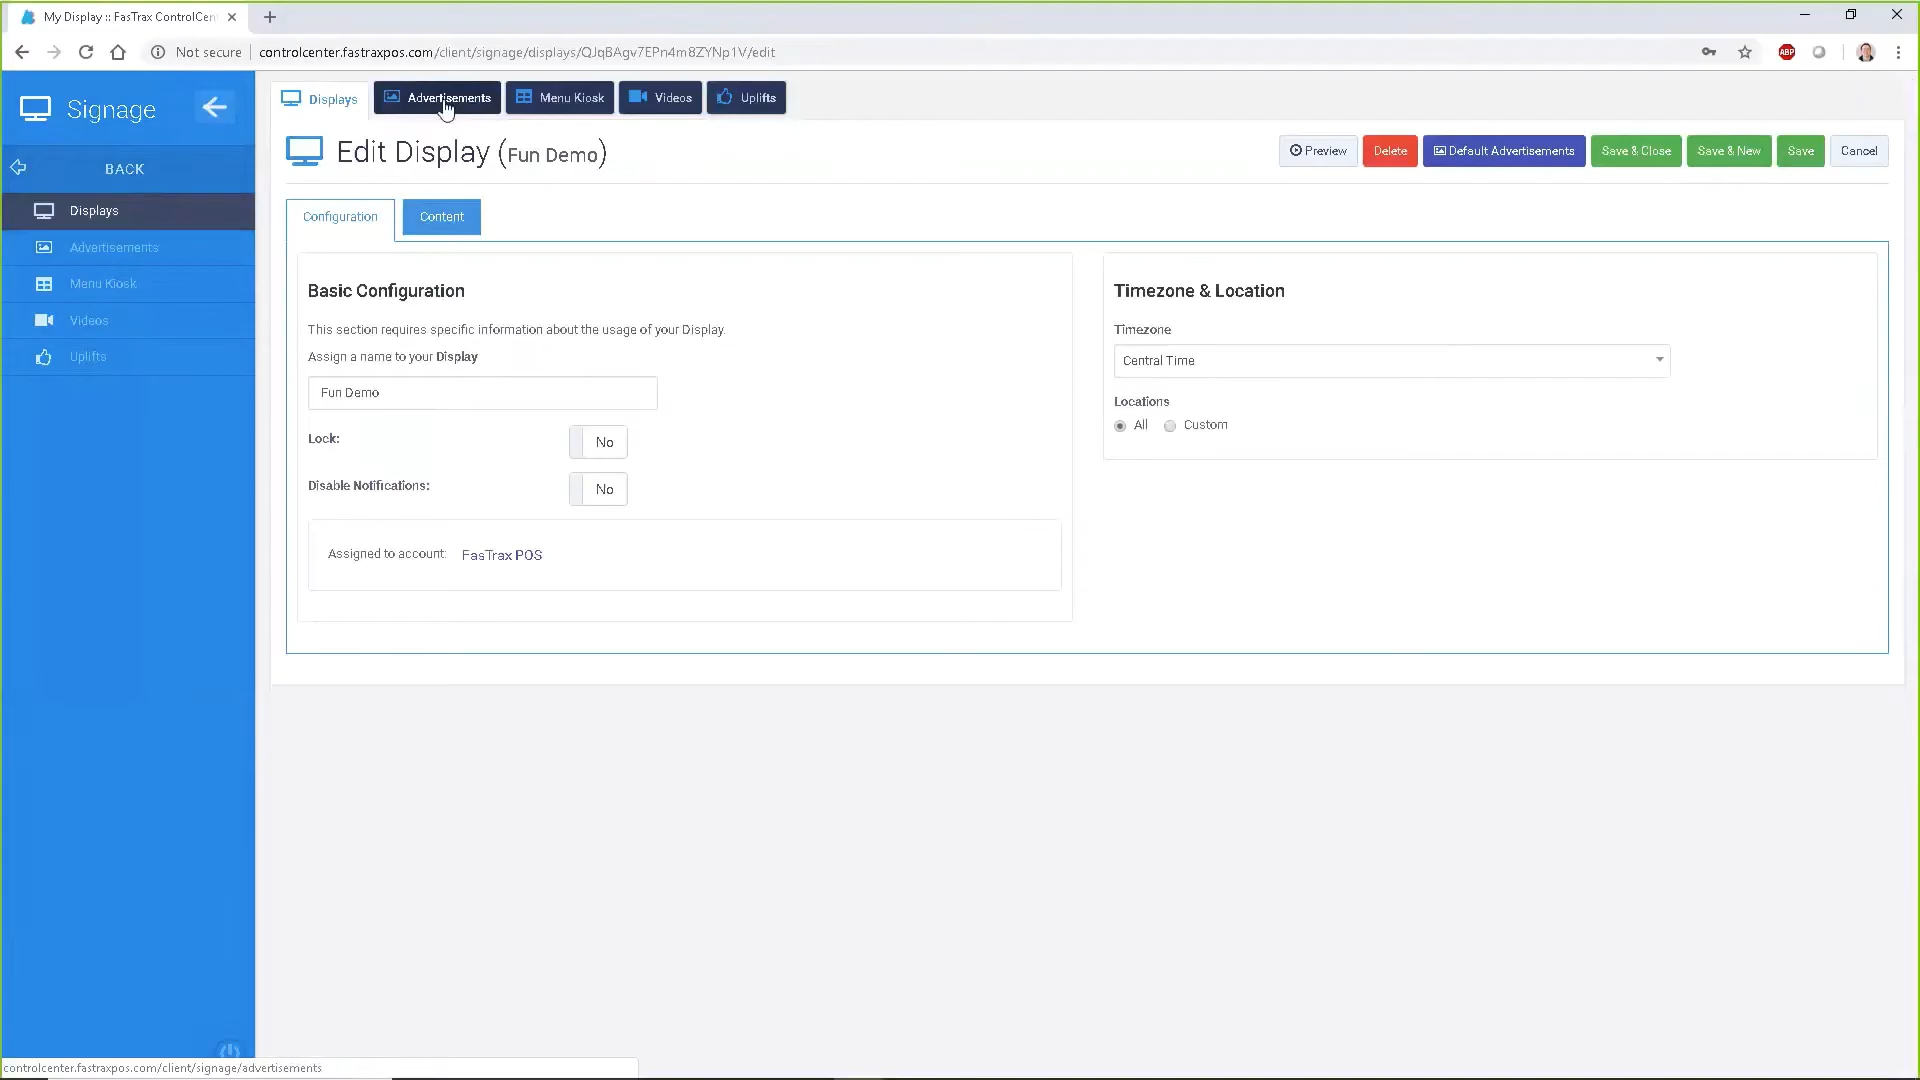 My Display :: FasTrax ControlCen
Not secure
controlcenter.fastraxpos.com/client/signage/displays/QJqBAgv7EPn4m8ZYNp1V/edit
ABP
Signage
BACK
Displays
Advertisements
Menu Kiosk
Videos
Uplifts
Displays
Advertisements
Menu Kiosk
Videos
Uplifts
Edit Display (Fun Demo)
Preview
Delete
Default Advertisements
Save & Close
Save & New
Save
Cancel
Configuration
Content
Basic Configuration
This section requires specific information about the usage of your Display.
Assign a name to your Display
Fun Demo
Lock:
No
Disable Notifications:
No
Assigned to account: FasTrax POS
Timezone & Location
Timezone
Central Time
Locations
All
Custom
controlcenter.fastraxpos.com/client/signage/advertisements